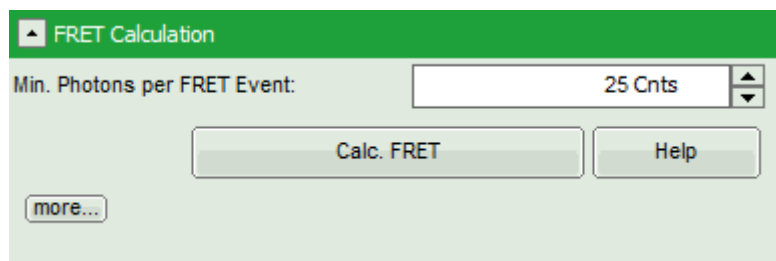 FRET Calculation
Min. Photons per FRET Event: 25 Cnts
Calc. FRET Help
more...